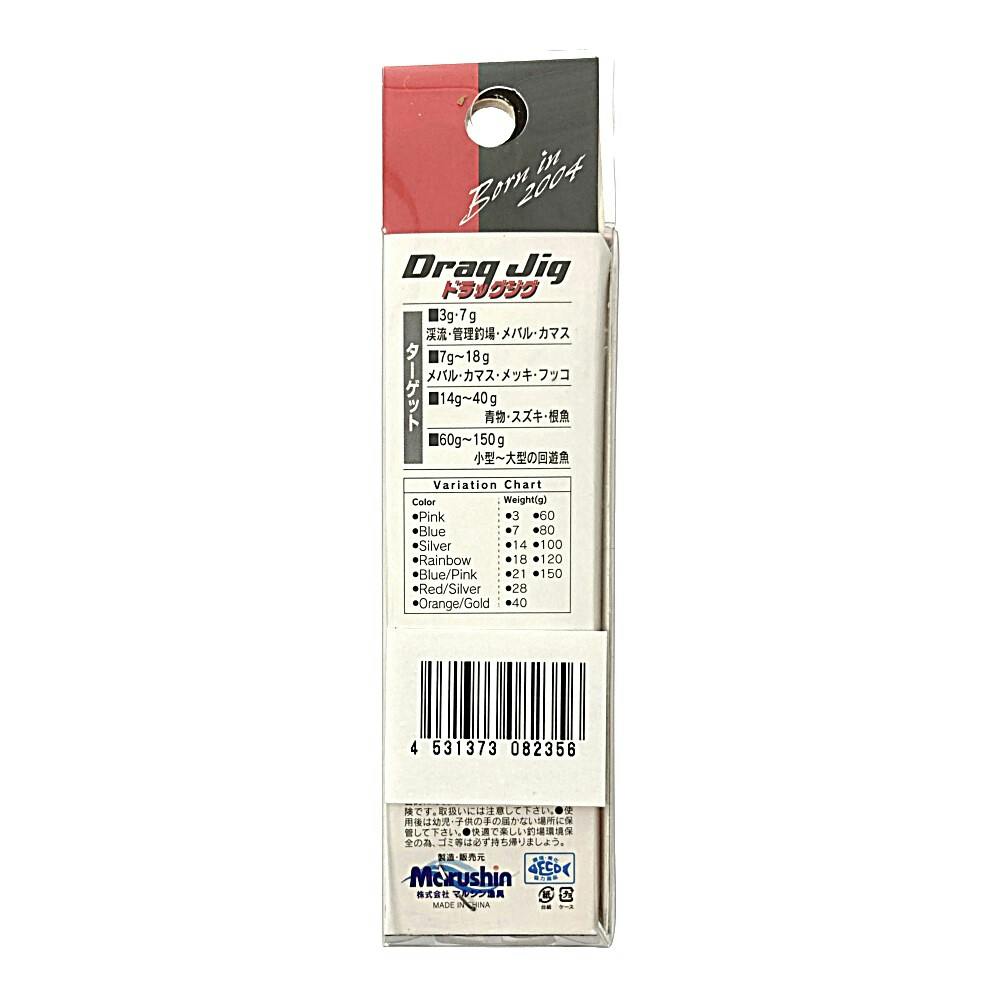 Born in
2004
Drag Jig
ドラッグジグ
ターゲット
■3g・7g
渓流・管理釣場・メバル・カマス
■7g～18g
メバル・カマス・メッキ・フッコ
■14g～40g
青物・スズキ・根魚
■60g～150g
小型～大型の回遊魚
Variation Chart
Color Weight(g)
●Pink ●3 ●60
●Blue ●7 ●80
●Silver ●14 ●100
●Rainbow ●18 ●120
●Blue/Pink ●21 ●150
●Red/Silver ●28
●Orange/Gold ●40
4 531373 082356
険です。取扱いには注意して下さい。●使
用後は幼児・子供の手の届かない場所に保
管して下さい。●快適で楽しい釣場環境保
全の為、ゴミ等は必ず持ち帰りましょう。
製造・販売元
Marushin
株式会社 マルシン漁具
MADE IN CHINA
ECO
紙
プラ
台紙
ケース